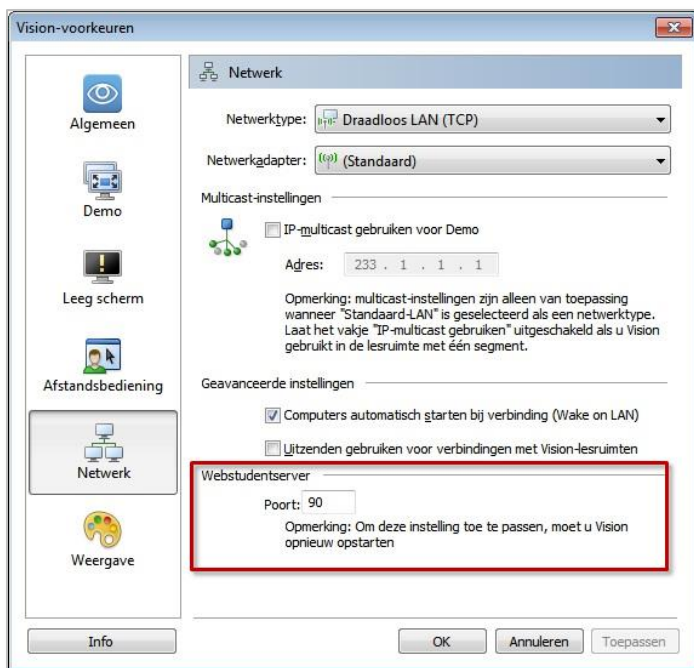 Vision-voorkeuren
Algemeen
Demo
Leeg scherm
Afstandsbediening
Netwerk
Weergave
Info
Netwerk
Netwerktype: Draadloos LAN (TCP)
Netwerkadapter: (Standaard)
Multicast-instellingen
IP-multicast gebruiken voor Demo
Adres: 233 . 1 . 1 . 1
Opmerking: multicast-instellingen zijn alleen van toepassing
wanneer "Standaard-LAN" is geselecteerd als een netwerktype.
Laat het vakje "IP-multicast gebruiken" uitgeschakeld als u Vision
gebruikt in de lesruimte met één segment.
Geavanceerde instellingen
Computers automatisch starten bij verbinding (Wake on LAN)
Uitzenden gebruiken voor verbindingen met Vision-lesruimten
Webstudentserver
Poort: 90
Opmerking: Om deze instelling toe te passen, moet u Vision
opnieuw opstarten
OK Annuleren Toepassen